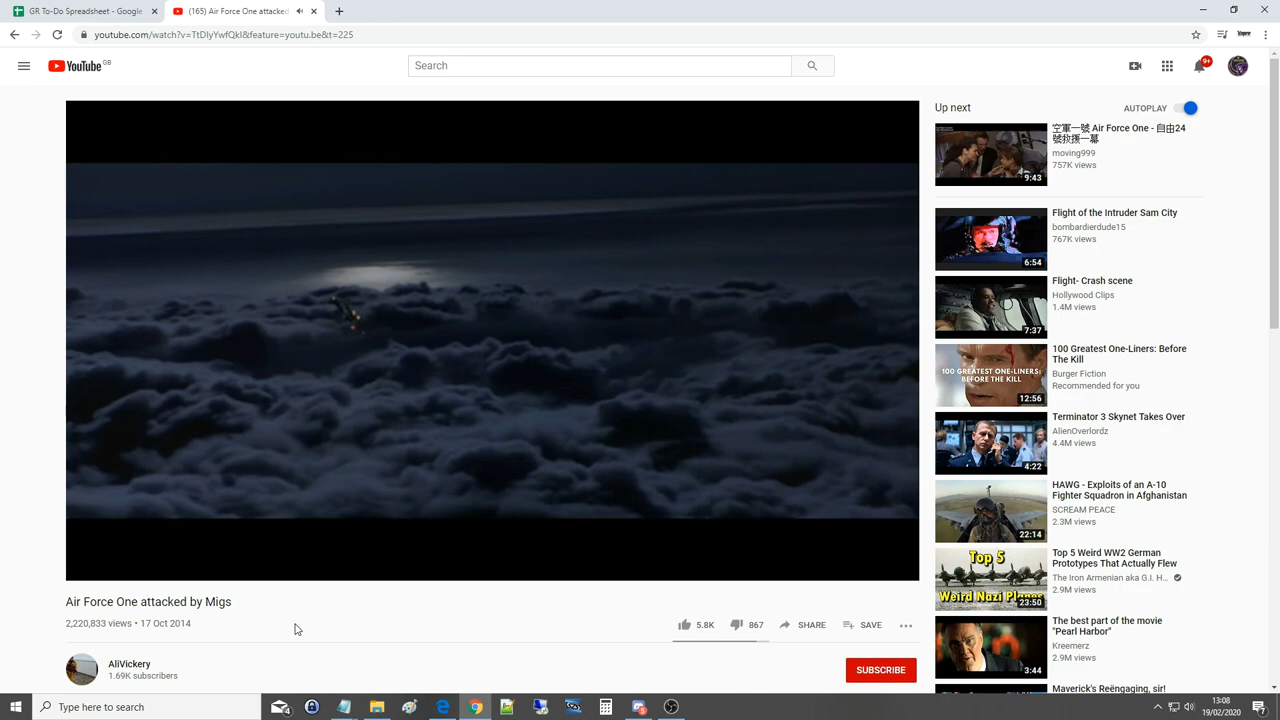 GR To-Do Spreadsheet - Google
(165) Air Force One attacked
youtube.com/watch?v=TtDIyYwfQkI&feature=youtu.be&t=225
YouTube GB
Search
9+
Up next
AUTOPLAY
空軍一號 Air Force One - 自由24
號救援一幕
moving999
757K views
9:43
Flight of the Intruder Sam City
bombardierdude15
767K views
6:54
Flight- Crash scene
Hollywood Clips
1.4M views
7:37
100 GREATEST ONE-LINERS:
BEFORE THE KILL
12:56
100 Greatest One-Liners: Before
The Kill
Burger Fiction
Recommended for you
Terminator 3 Skynet Takes Over
AlienOverlordz
4.4M views
4:22
HAWG - Exploits of an A-10
Fighter Squadron in Afghanistan
SCREAM PEACE
2.3M views
22:14
Top 5
Weird Nazi Planes
23:50
Top 5 Weird WW2 German
Prototypes That Actually Flew
The Iron Armenian aka G.I. H...
2.9M views
The best part of the movie
"Pearl Harbor"
Kreemerz
2.9M views
3:44
Maverick's Reëngaging, sir!
Air Force One attacked by Migs
2,220,833 views • 17 Oct 2014
5.8K
867
SHARE
SAVE
AliVickery
1.69K subscribers
SUBSCRIBE
Type here to search
13:08
19/02/2020